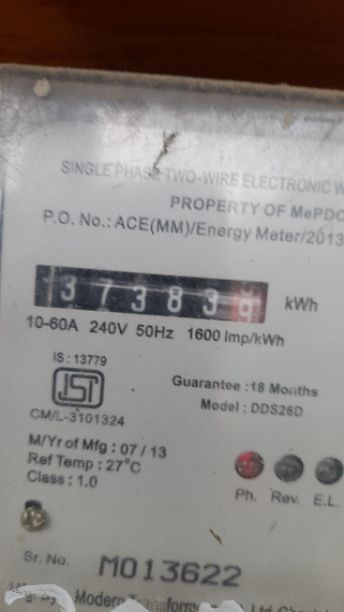 SINGLE PHASE TWO-WIRE ELECTRONIC
PROPERTY OF MePDC
P.O. No.: ACE(MM)/Energy Meter/2013
373839 kWh
10-60A 240V 50Hz 1600 Imp/kWh
IS : 13779
ISI
CM/L-3101324
Guarantee :18 Months
Model : DDS26D
M/Yr of Mfg : 07 / 13
Ref Temp : 27°C
Class : 1.0
Ph. Rev. E.L.
Sr. No. M013622
Modern